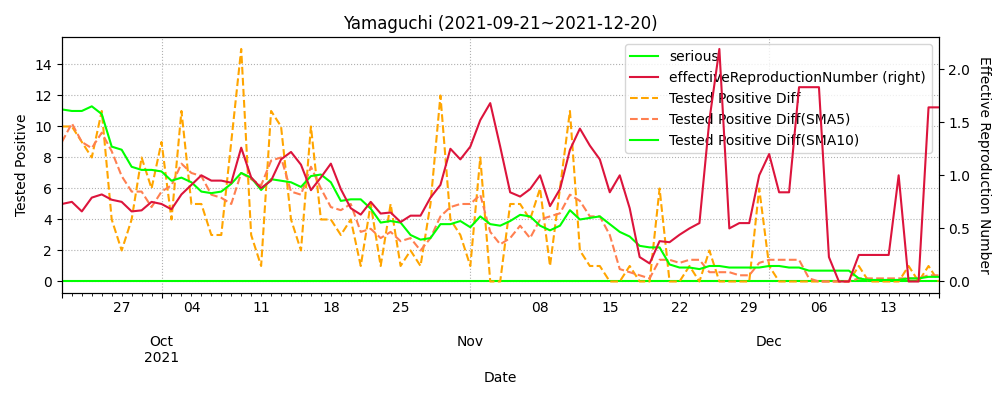 Yamaguchi (2021-09-21~2021-12-20)
serious
effectiveReproductionNumber (right)
Tested Positive Diff
Tested Positive Diff(SMA5)
Tested Positive Diff(SMA10)
Tested Positive
14
12
10
8
6
4
2
0
Effective Reproduction Number
2.0
1.5
1.0
0.5
0.0
27 04 11 18 25 08 15 22 29 06 13
Oct Nov Dec
2021
Date